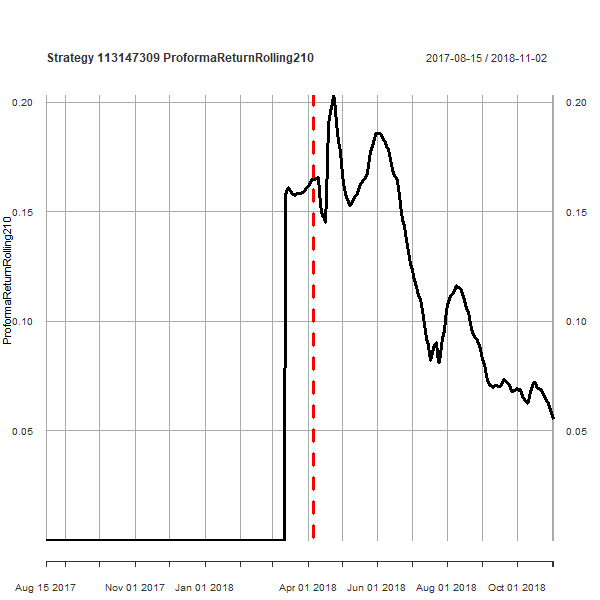 Strategy 113147309 ProformaReturnRolling210
2017-08-15 / 2018-11-02
0.20
0.20
0.15
0.15
ProformaReturnRolling210
0.10
0.10
0.05
0.05
Aug 15 2017
Nov 01 2017
Jan 01 2018
Apr 01 2018
Jun 01 2018
Aug 01 2018
Oct 01 2018